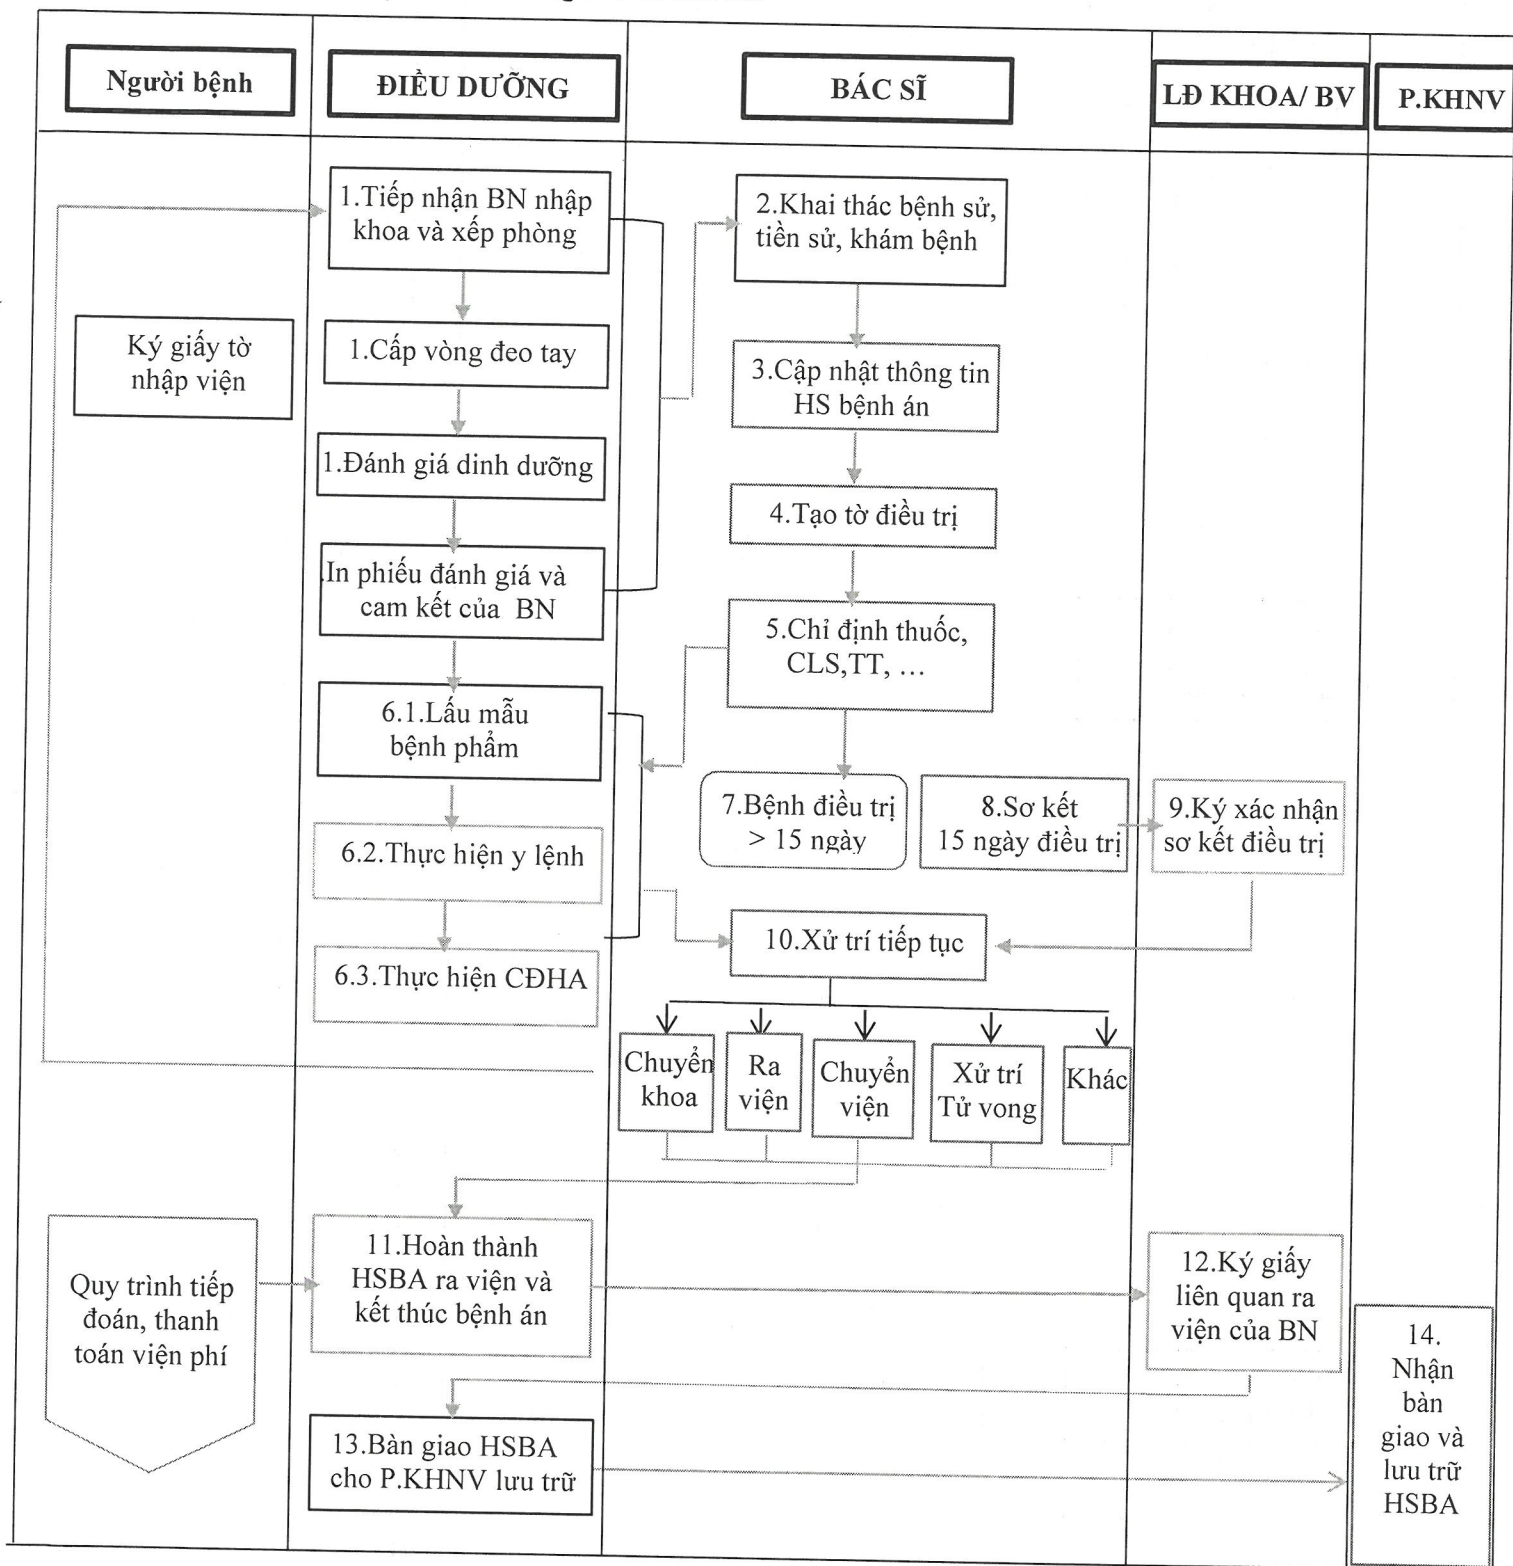 Người bệnh
ĐIỀU DƯỠNG
BÁC SĨ
LĐ KHOA/ BV
P.KHNV
1.Tiếp nhận BN nhập
khoa và xếp phòng
2.Khai thác bệnh sử,
tiền sử, khám bệnh
Ký giấy tờ
nhập viện
1.Cấp vòng đeo tay
3.Cập nhật thông tin
HS bệnh án
1.Đánh giá dinh dưỡng
4.Tạo tờ điều trị
.In phiếu đánh giá và
cam kết của BN
5.Chỉ định thuốc,
CLS,TT, …
6.1.Lấu mẫu
bệnh phẩm
7.Bệnh điều trị
> 15 ngày
8.Sơ kết
15 ngày điều trị
9.Ký xác nhận
sơ kết điều trị
6.2.Thực hiện y lệnh
10.Xử trí tiếp tục
6.3.Thực hiện CĐHA
Chuyển
khoa
Ra
viện
Chuyển
viện
Xử trí
Tử vong
Khác
Quy trình tiếp
đoán, thanh
toán viện phí
11.Hoàn thành
HSBA ra viện và
kết thúc bệnh án
12.Ký giấy
liên quan ra
viện của BN
13.Bàn giao HSBA
cho P.KHNV lưu trữ
14.
Nhận
bàn
giao và
lưu trữ
HSBA